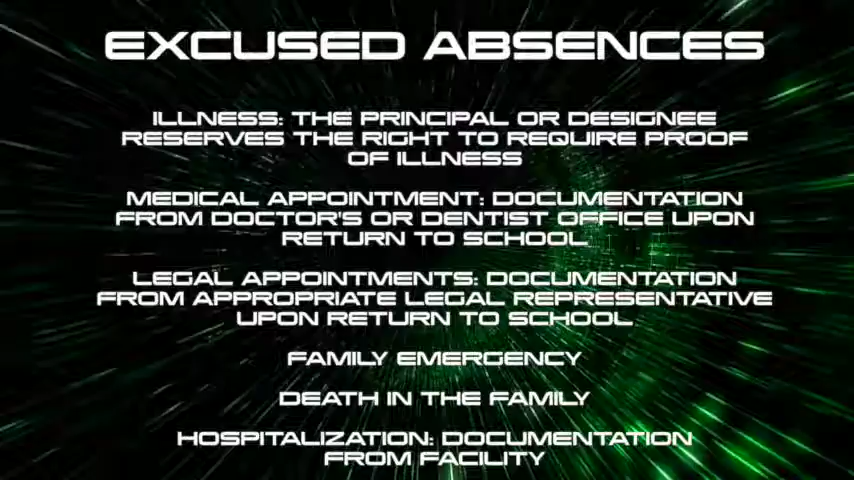 EXCUSED ABSENCES
ILLNESS: THE PRINCIPAL OR DESIGNEE
RESERVES THE RIGHT TO REQUIRE PROOF
OF ILLNESS
MEDICAL APPOINTMENT: DOCUMENTATION
FROM DOCTOR'S OR DENTIST OFFICE UPON
RETURN TO SCHOOL
LEGAL APPOINTMENTS: DOCUMENTATION
FROM APPROPRIATE LEGAL REPRESENTATIVE
UPON RETURN TO SCHOOL
FAMILY EMERGENCY
DEATH IN THE FAMILY
HOSPITALIZATION: DOCUMENTATION
FROM FACILITY